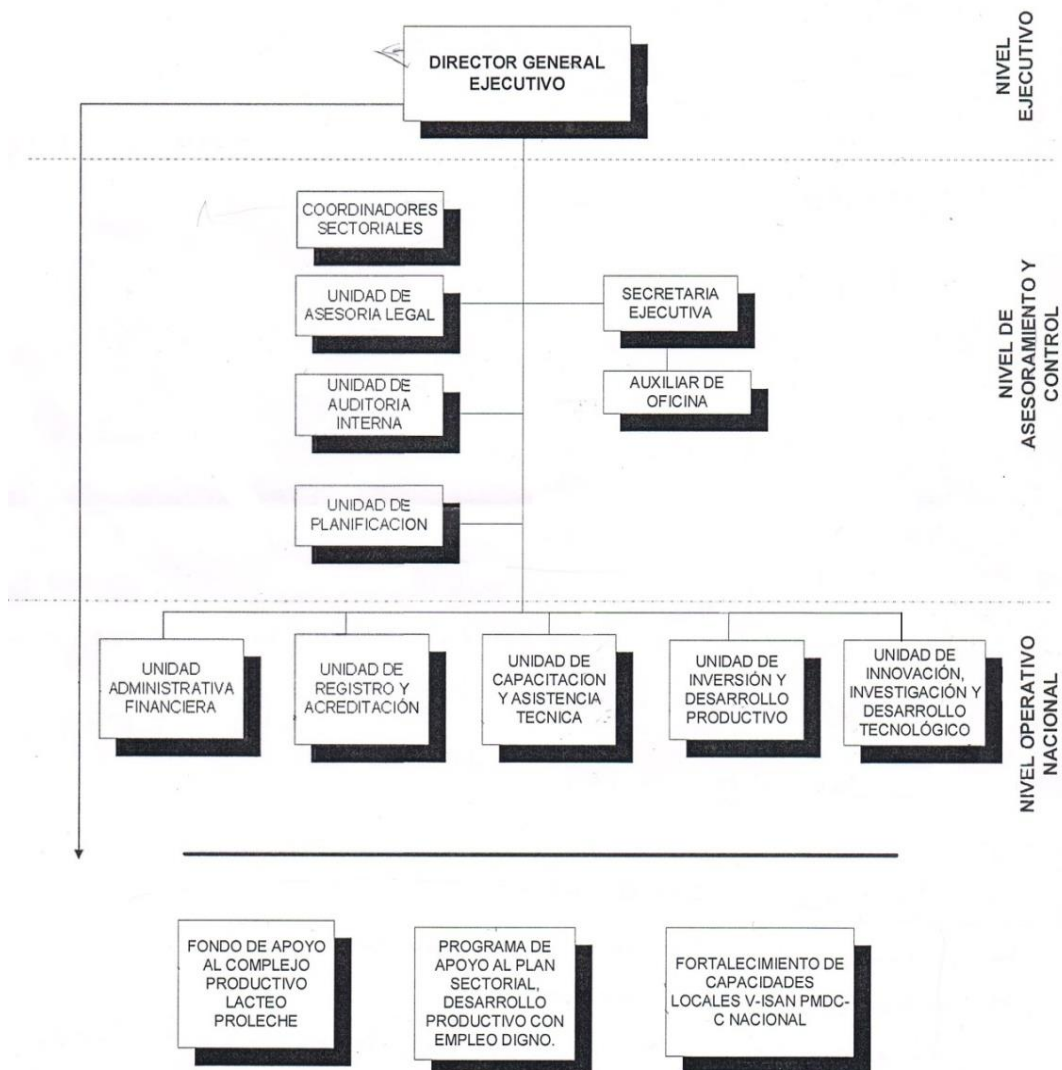 DIRECTOR GENERAL
EJECUTIVO
NIVEL
EJECUTIVO
COORDINADORES
SECTORIALES
UNIDAD DE
ASESORIA LEGAL
SECRETARIA
EJECUTIVA
UNIDAD DE
AUDITORIA
INTERNA
AUXILIAR DE
OFICINA
UNIDAD DE
PLANIFICACION
NIVEL DE
ASESORAMIENTO Y
CONTROL
UNIDAD
ADMINISTRATIVA
FINANCIERA
UNIDAD DE
REGISTRO Y
ACREDITACIÓN
UNIDAD DE
CAPACITACION
Y ASISTENCIA
TECNICA
UNIDAD DE
INVERSIÓN Y
DESARROLLO
PRODUCTIVO
UNIDAD DE
INNOVACIÓN,
INVESTIGACIÓN Y
DESARROLLO
TECNOLÓGICO
NIVEL OPERATIVO
NACIONAL
FONDO DE APOYO
AL COMPLEJO
PRODUCTIVO
LACTEO
PROLECHE
PROGRAMA DE
APOYO AL PLAN
SECTORIAL,
DESARROLLO
PRODUCTIVO CON
EMPLEO DIGNO.
FORTALECIMIENTO DE
CAPACIDADES
LOCALES V-ISAN PMDC-
C NACIONAL